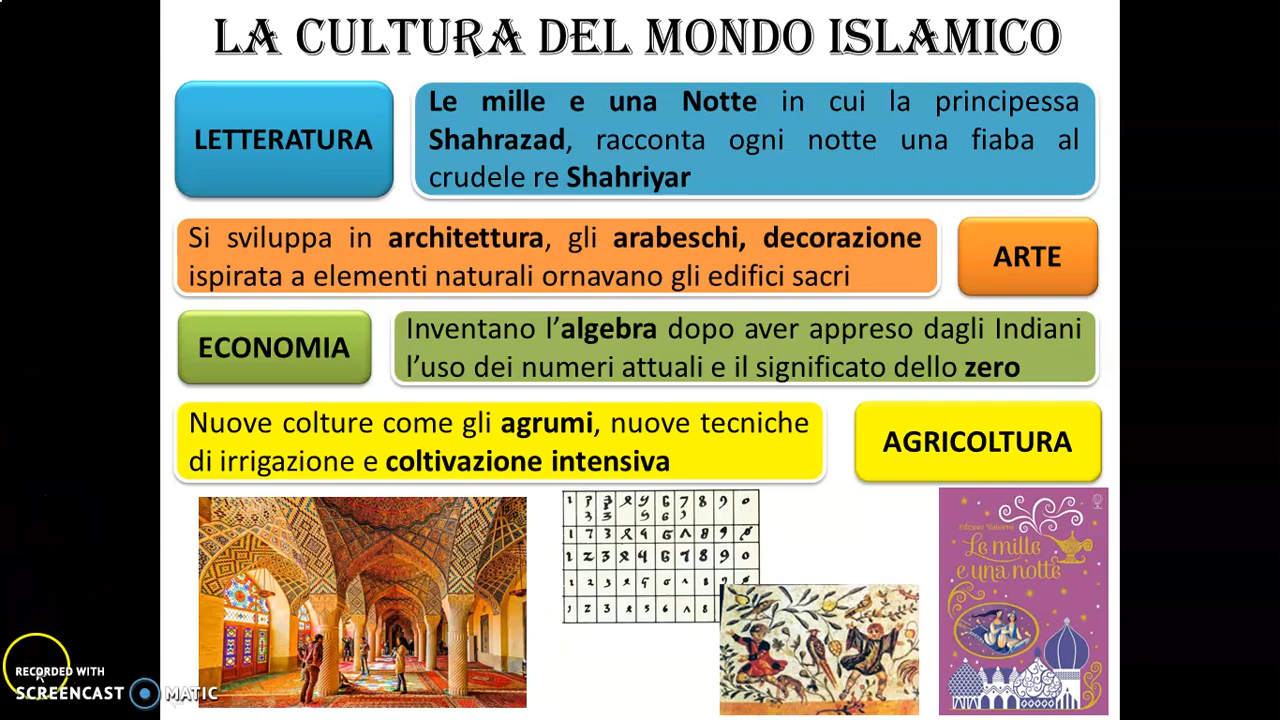 LA CULTURA DEL MONDO ISLAMICO
LETTERATURA
Le mille e una Notte in cui la principessa
Shahrazad, racconta ogni notte una fiaba al
crudele re Shahriyar
Si sviluppa in architettura, gli arabeschi, decorazione
ispirata a elementi naturali ornavano gli edifici sacri
ARTE
ECONOMIA
Inventano l’algebra dopo aver appreso dagli Indiani
l’uso dei numeri attuali e il significato dello zero
Nuove colture come gli agrumi, nuove tecniche
di irrigazione e coltivazione intensiva
AGRICOLTURA
Le mille
e una notte
RECORDED WITH
SCREENCAST MATIC